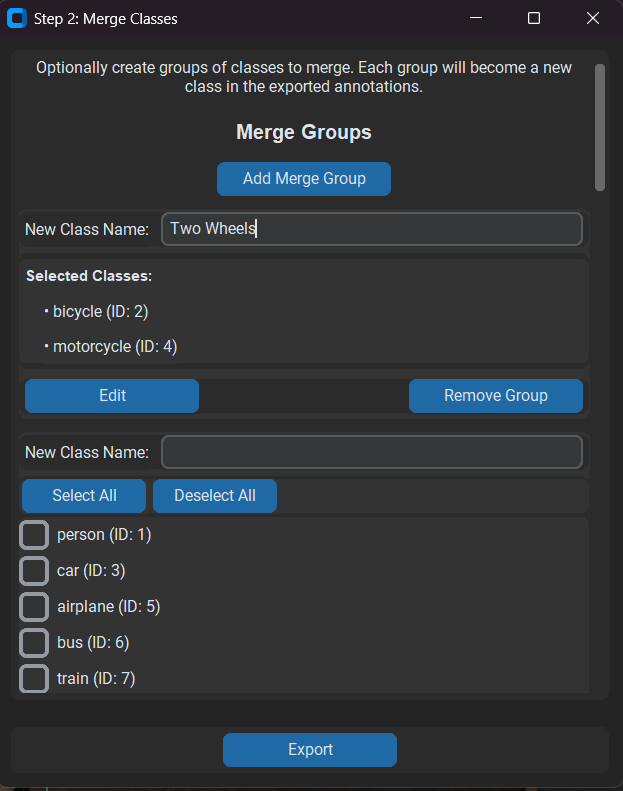 Step 2: Merge Classes
Optionally create groups of classes to merge. Each group will become a new
class in the exported annotations.
Merge Groups
Add Merge Group
New Class Name: Two Wheels
Selected Classes:
• bicycle (ID: 2)
• motorcycle (ID: 4)
Edit Remove Group
New Class Name:
Select All Deselect All
person (ID: 1)
car (ID: 3)
airplane (ID: 5)
bus (ID: 6)
train (ID: 7)
Export